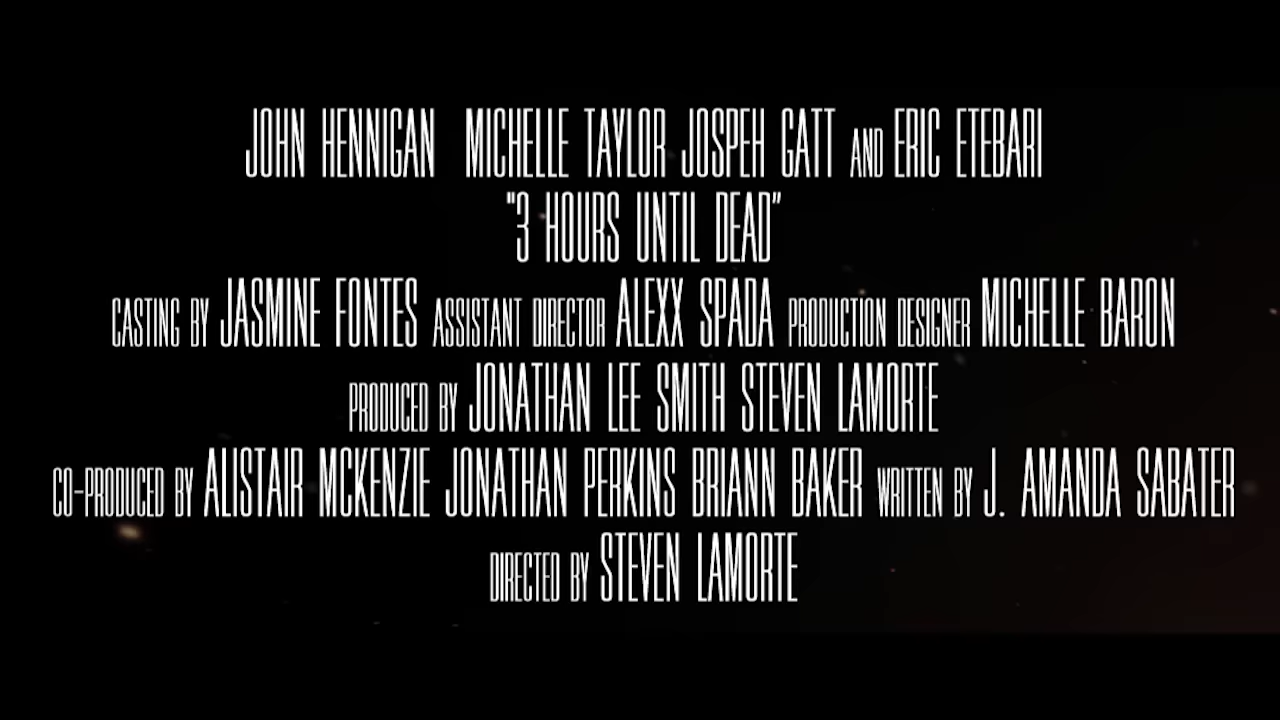 JOHN HENNIGAN MICHELLE TAYLOR JOSPEH GATT AND ERIC ETEBARI
"3 HOURS UNTIL DEAD"
CASTING BY JASMINE FONTES ASSISTANT DIRECTOR ALEXX SPADA PRODUCTION DESIGNER MICHELLE BARON
PRODUCED BY JONATHAN LEE SMITH STEVEN LAMORTE
CO-PRODUCED BY ALISTAIR MCKENZIE JONATHAN PERKINS BRIANN BAKER WRITTEN BY J. AMANDA SABATER
DIRECTED BY STEVEN LAMORTE